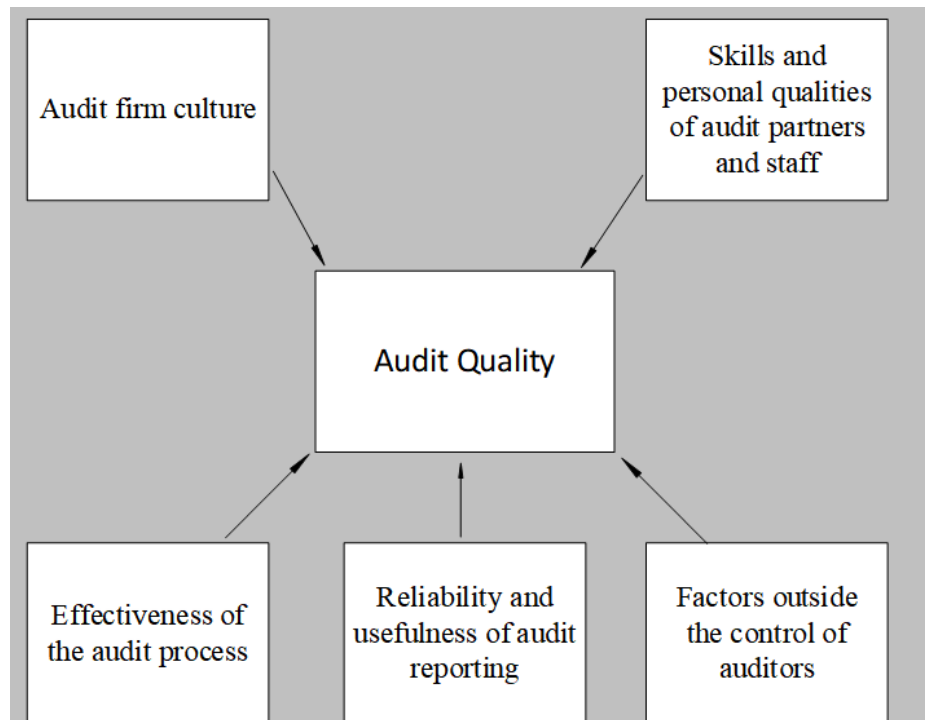 Audit firm culture
Skills and
personal qualities
of audit partners
and staff
Audit Quality
Effectiveness of
the audit process
Reliability and
usefulness of audit
reporting
Factors outside
the control of
auditors